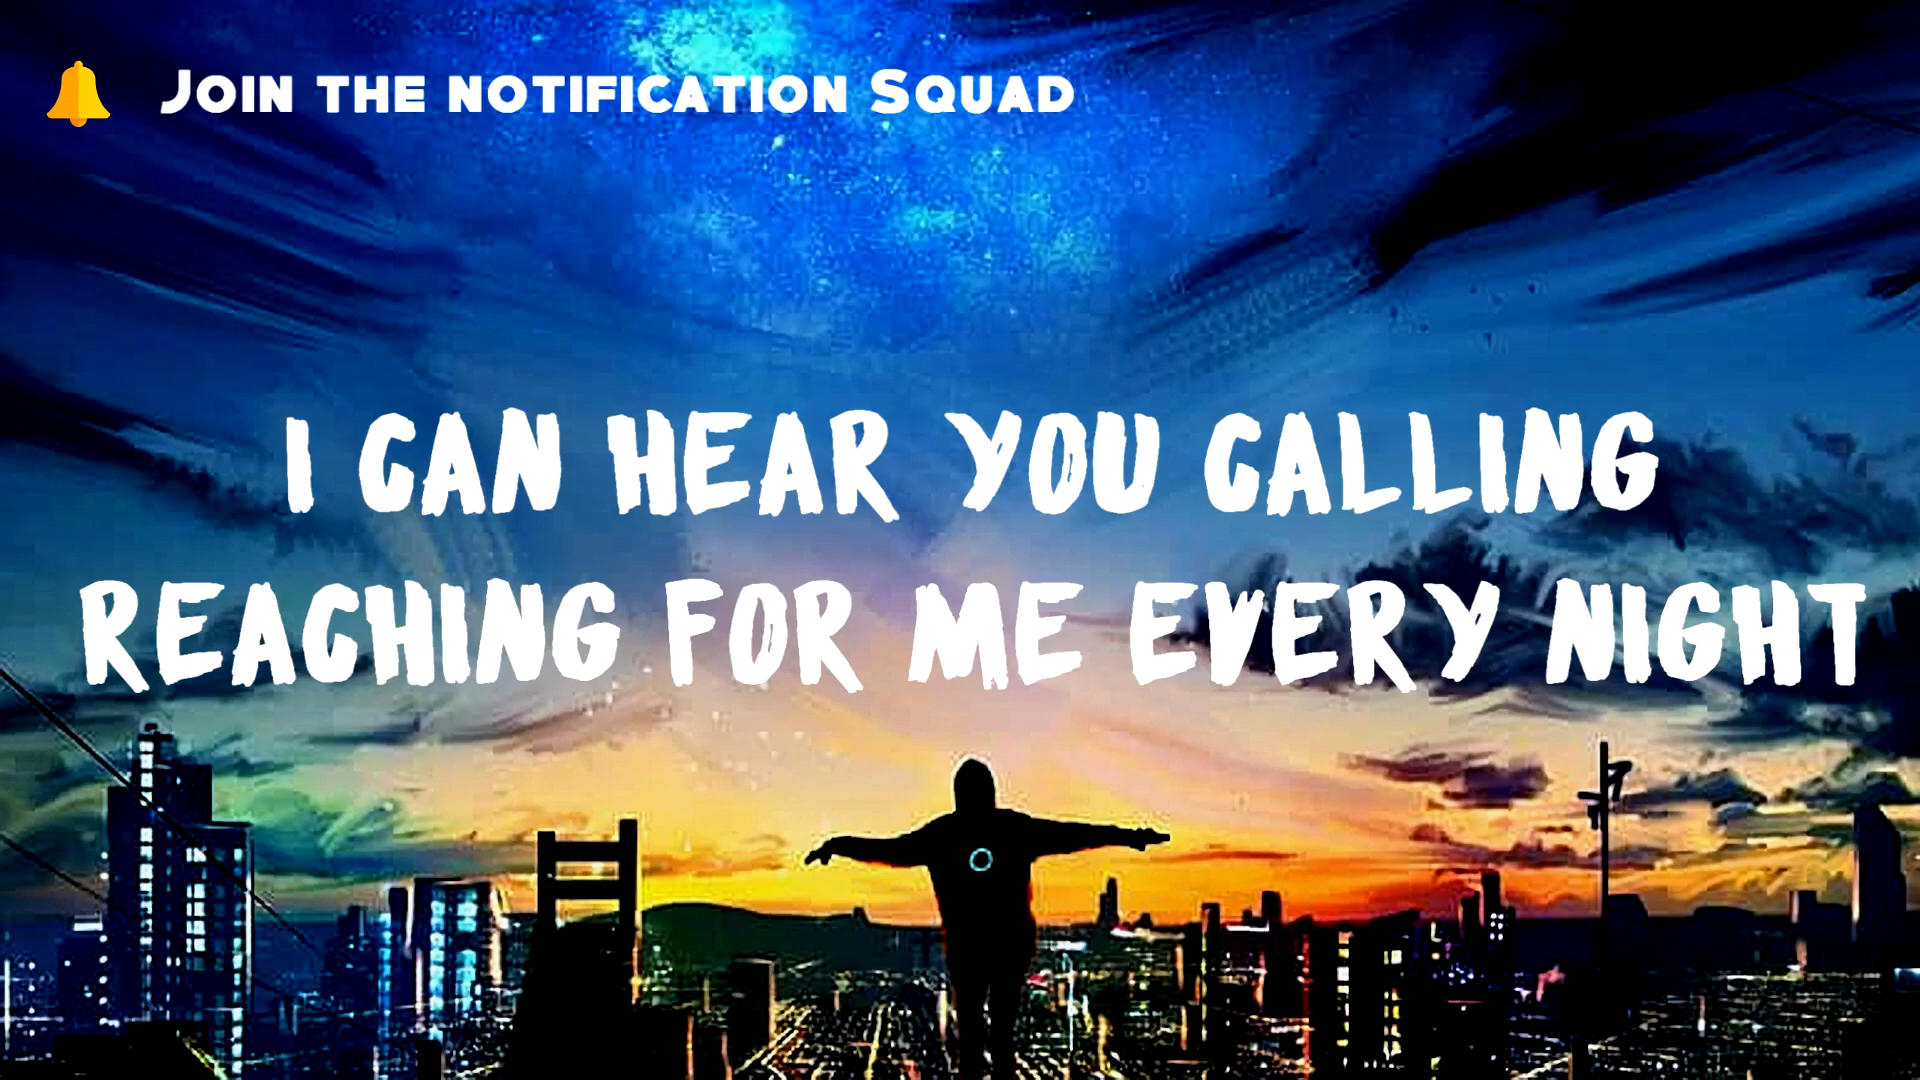 Join the notification Squad
I CAN HEAR YOU CALLING
REACHING FOR ME EVERY NIGHT